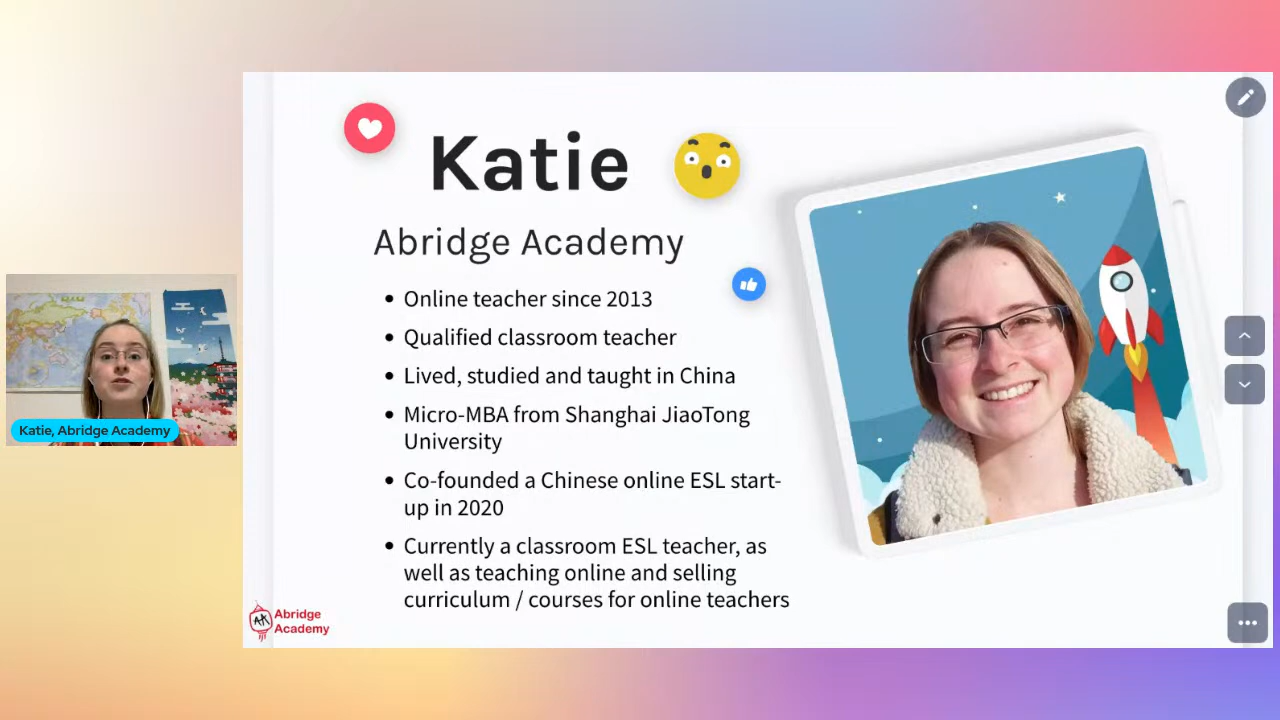 Katie
Abridge Academy
• Online teacher since 2013
• Qualified classroom teacher
• Lived, studied and taught in China
• Micro-MBA from Shanghai JiaoTong
University
• Co-founded a Chinese online ESL start-
up in 2020
• Currently a classroom ESL teacher, as
well as teaching online and selling
curriculum / courses for online teachers
Katie, Abridge Academy
AK
Abridge
Academy